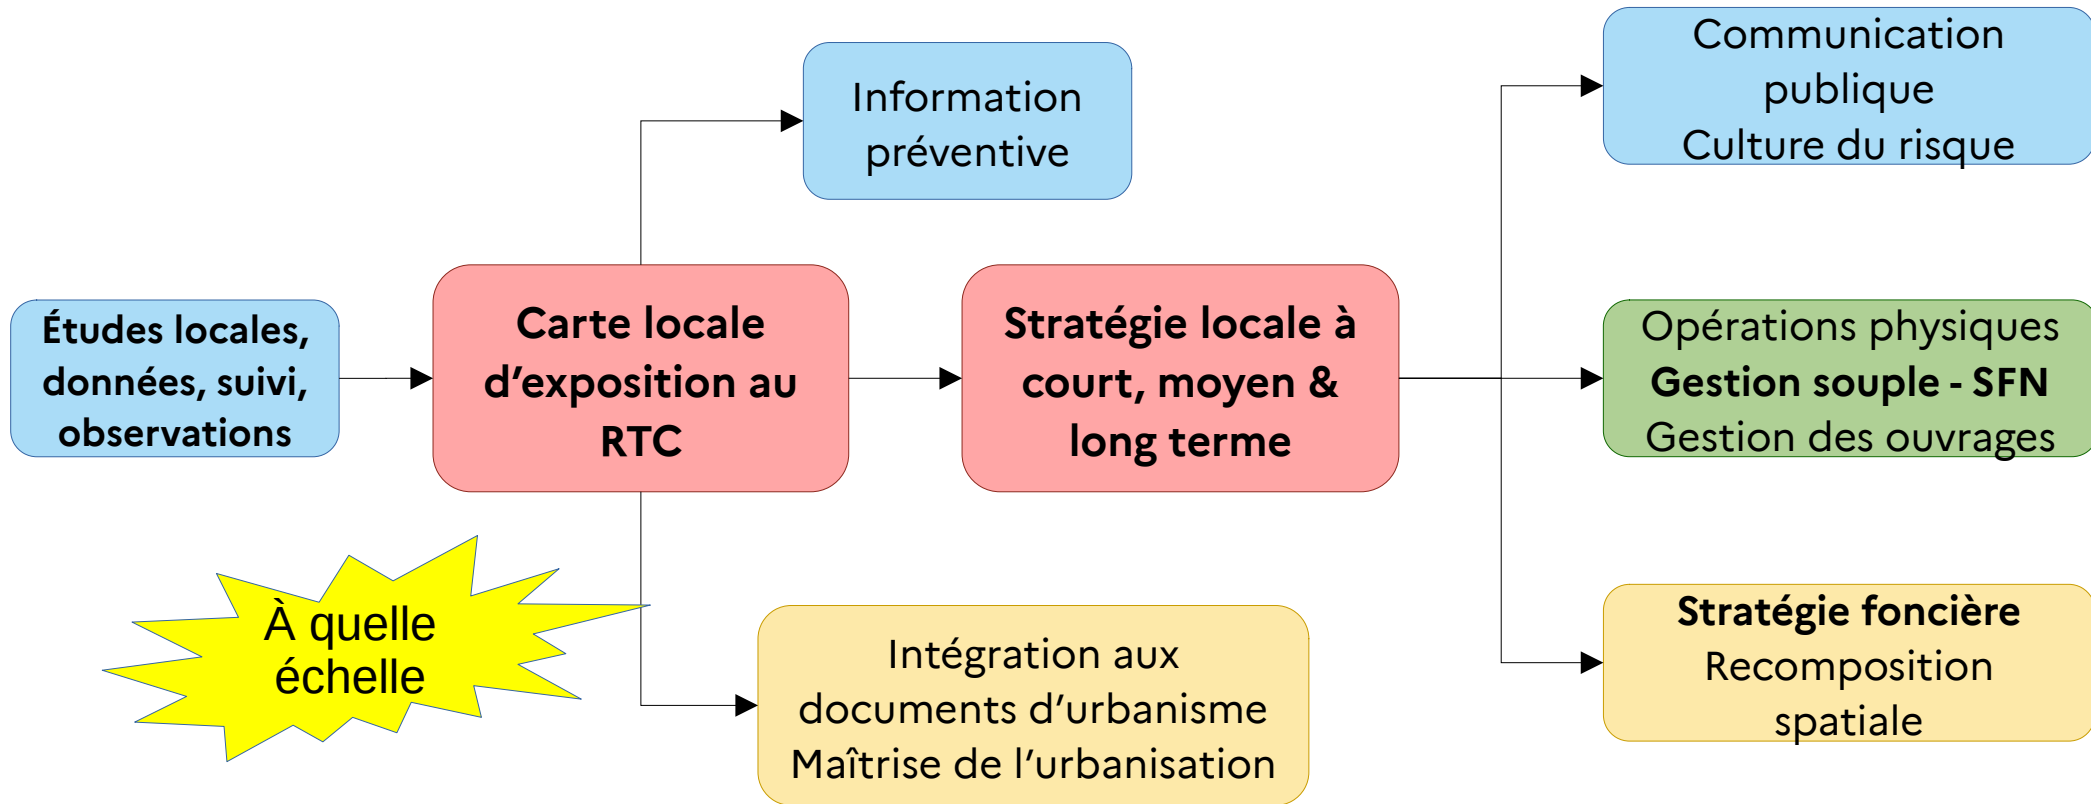 Études locales,
données, suivi,
observations
Carte locale
d’exposition au
RTC
Information
préventive
Stratégie locale à
court, moyen &
long terme
Communication
publique
Culture du risque
Opérations physiques
Gestion souple - SFN
Gestion des ouvrages
Stratégie foncière
Recomposition
spatiale
À quelle
échelle
Intégration aux
documents d’urbanisme
Maîtrise de l’urbanisation